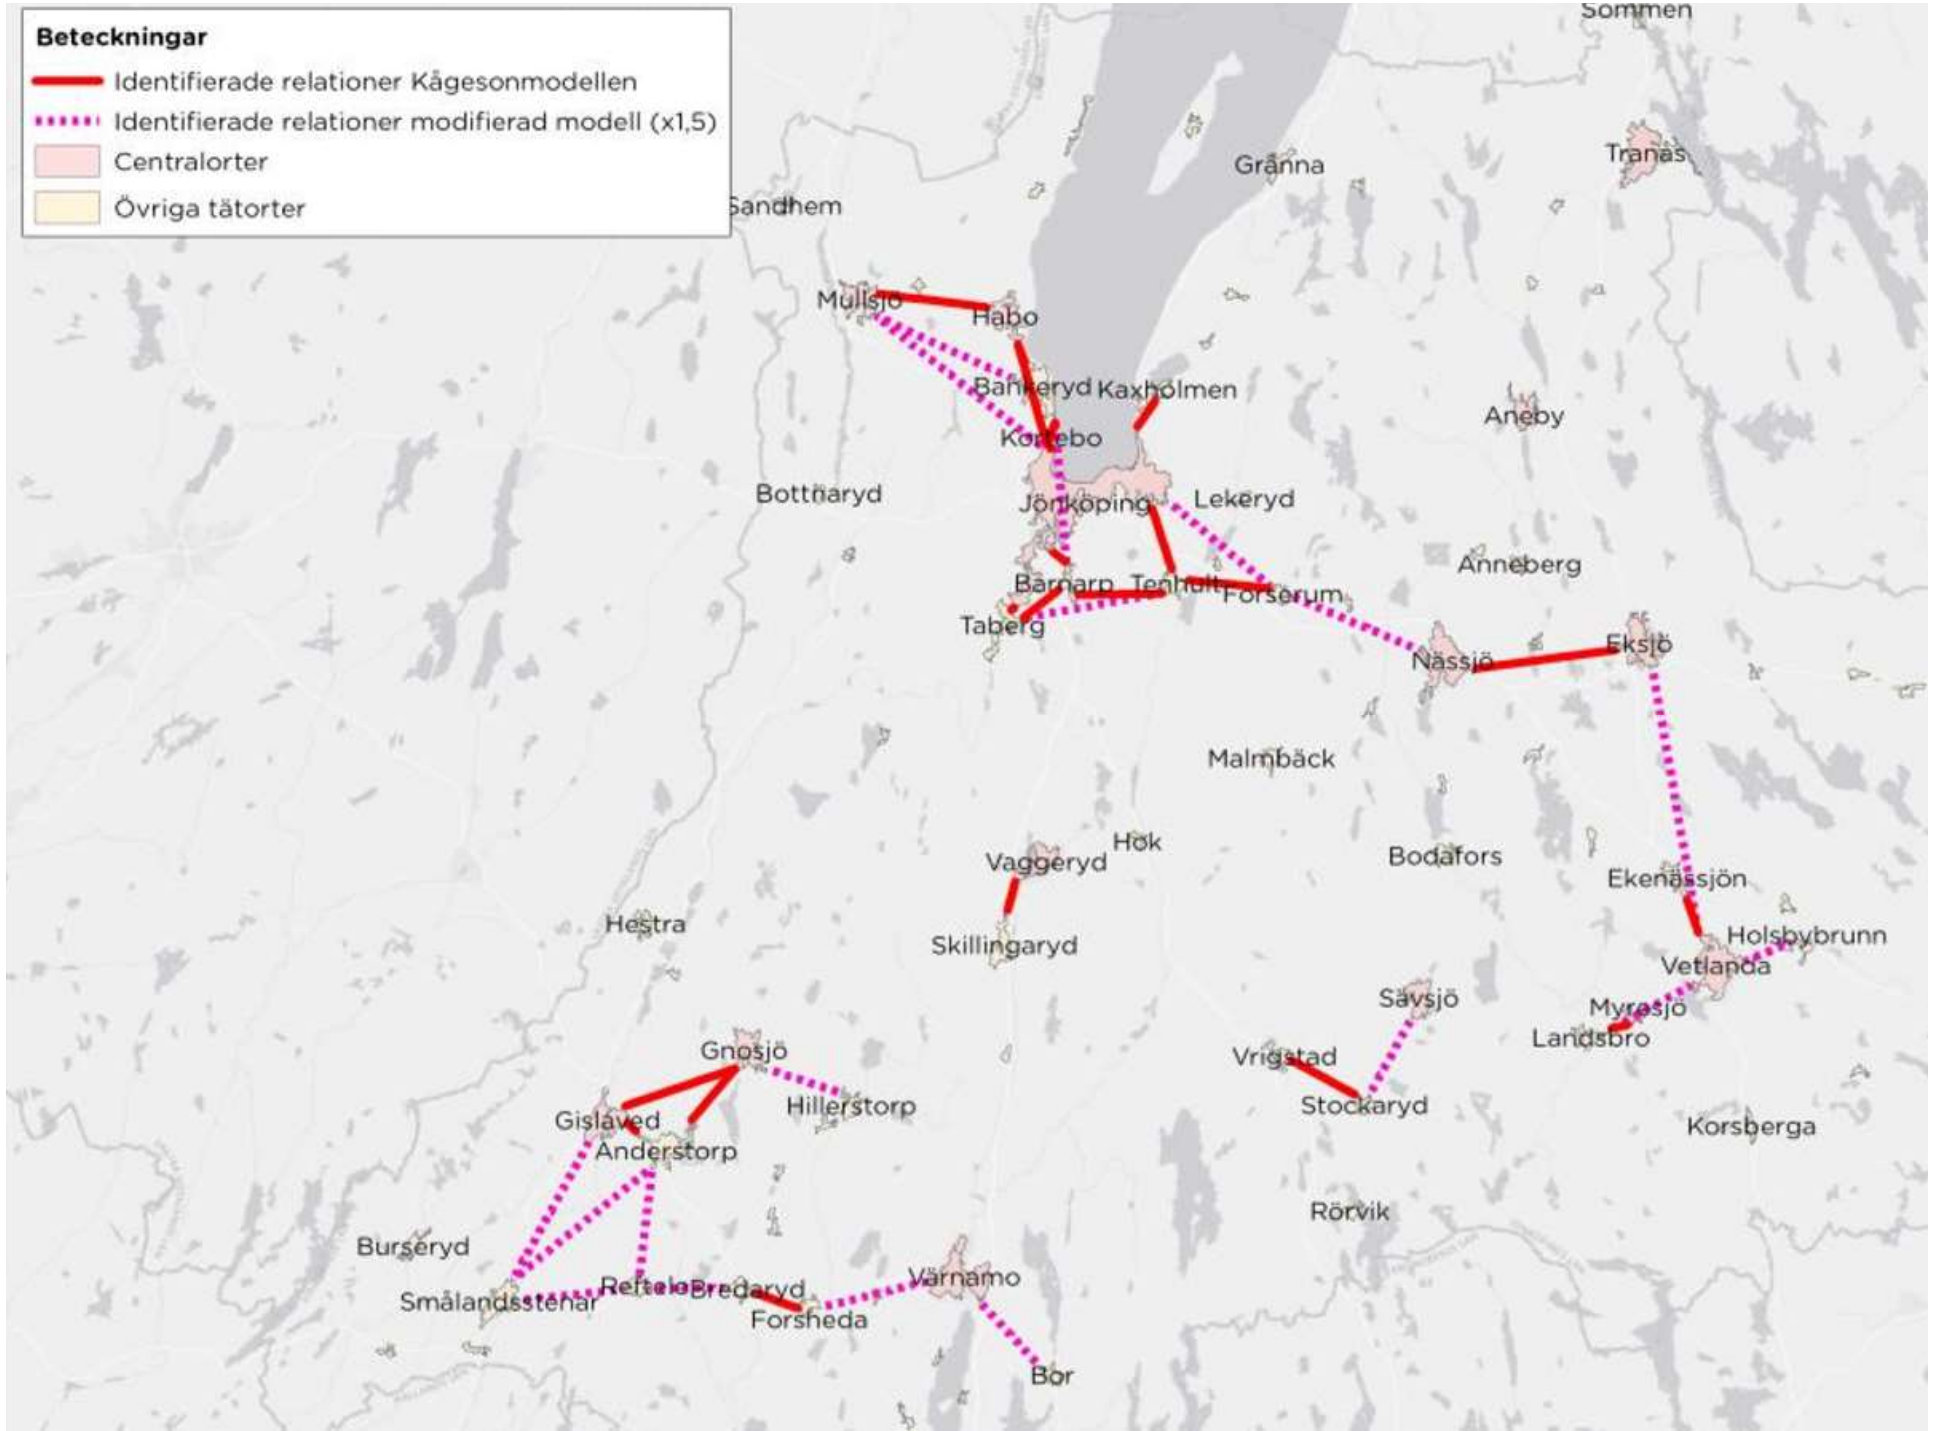 Beteckningar
Identifierade relationer Kågesonmodellen
Identifierade relationer modifierad modell (x1,5)
Centralorter
Övriga tätorter
Sommen
Gränna
Tranås
Sandhem
Mullsjö
Habo
Bankeryd
Kaxholmen
Aneby
Kortebo
Bottnaryd
Jönköping
Lekeryd
Anneberg
Barnarp
Tenhult
Forserum
Taberg
Nässjö
Eksjö
Malmbäck
Hok
Vaggeryd
Bodafors
Ekenässjön
Hestra
Skillingaryd
Holsbybrunn
Vetlanda
Sävsjö
Myresjö
Landsbro
Gnosjö
Vrigstad
Hillerstorp
Stockaryd
Gislaved
Korsberga
Anderstorp
Rörvik
Burseryd
Värnamo
Reftele
Bredaryd
Smålandsstenar
Forsheda
Bor